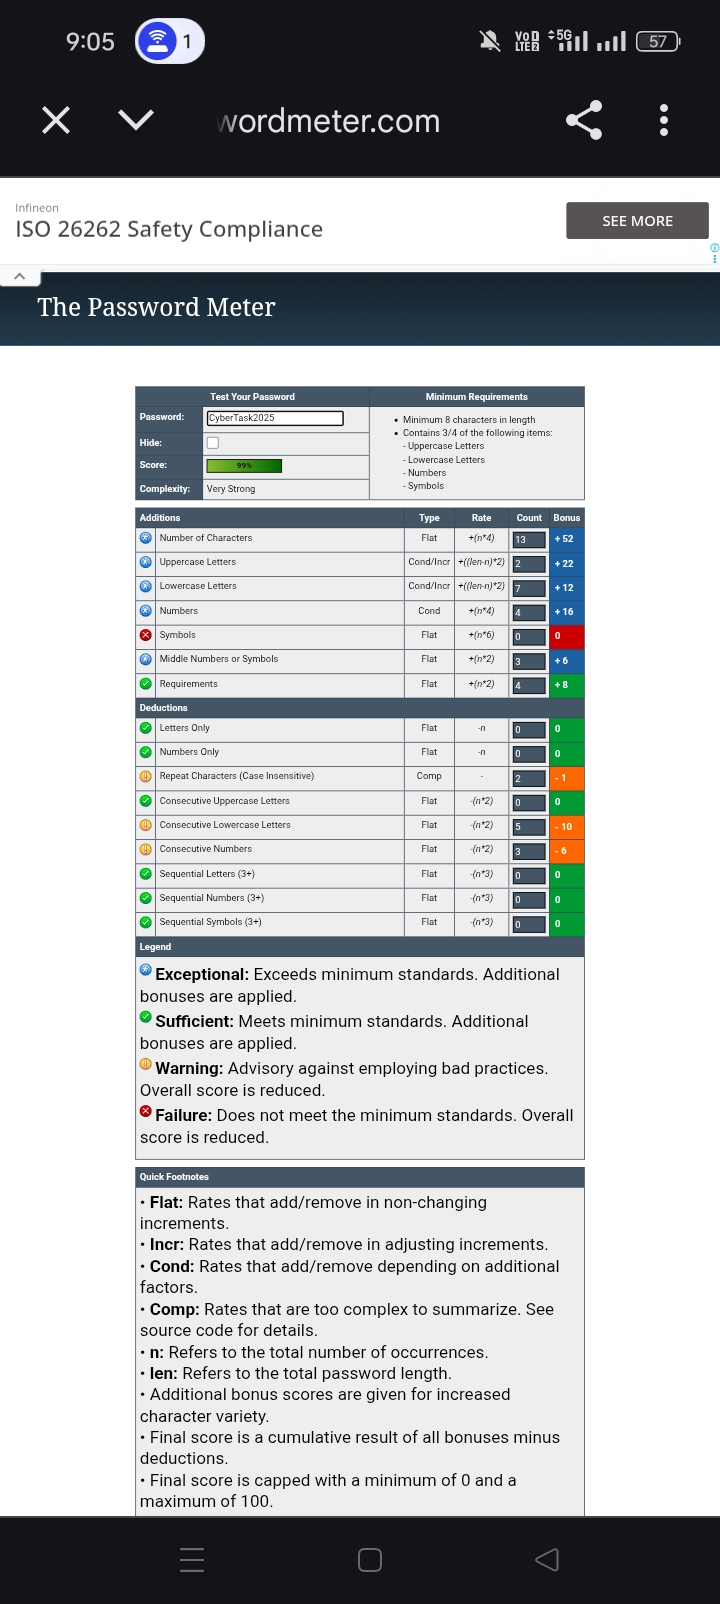 9:05 1 VoD LTE2 5G 57
wordmeter.com
Infineon
ISO 26262 Safety Compliance SEE MORE
The Password Meter
Test Your Password Minimum Requirements
Password: CyberTask2025
Hide:
Score: 99%
Complexity: Very Strong
• Minimum 8 characters in length
• Contains 3/4 of the following items:
- Uppercase Letters
- Lowercase Letters
- Numbers
- Symbols
Additions Type Rate Count Bonus
Number of Characters Flat +(n*4) 13 + 52
Uppercase Letters Cond/Incr +((len-n)*2) 2 + 22
Lowercase Letters Cond/Incr +((len-n)*2) 7 + 12
Numbers Cond +(n*4) 4 + 16
Symbols Flat +(n*6) 0 0
Middle Numbers or Symbols Flat +(n*2) 3 + 6
Requirements Flat +(n*2) 4 + 8
Deductions
Letters Only Flat -n 0 0
Numbers Only Flat -n 0 0
Repeat Characters (Case Insensitive) Comp - 2 - 1
Consecutive Uppercase Letters Flat -(n*2) 0 0
Consecutive Lowercase Letters Flat -(n*2) 5 - 10
Consecutive Numbers Flat -(n*2) 3 - 6
Sequential Letters (3+) Flat -(n*3) 0 0
Sequential Numbers (3+) Flat -(n*3) 0 0
Sequential Symbols (3+) Flat -(n*3) 0 0
Legend
Exceptional: Exceeds minimum standards. Additional
bonuses are applied.
Sufficient: Meets minimum standards. Additional
bonuses are applied.
Warning: Advisory against employing bad practices.
Overall score is reduced.
Failure: Does not meet the minimum standards. Overall
score is reduced.
Quick Footnotes
• Flat: Rates that add/remove in non-changing
increments.
• Incr: Rates that add/remove in adjusting increments.
• Cond: Rates that add/remove depending on additional
factors.
• Comp: Rates that are too complex to summarize. See
source code for details.
• n: Refers to the total number of occurrences.
• len: Refers to the total password length.
• Additional bonus scores are given for increased
character variety.
• Final score is a cumulative result of all bonuses minus
deductions.
• Final score is capped with a minimum of 0 and a
maximum of 100.